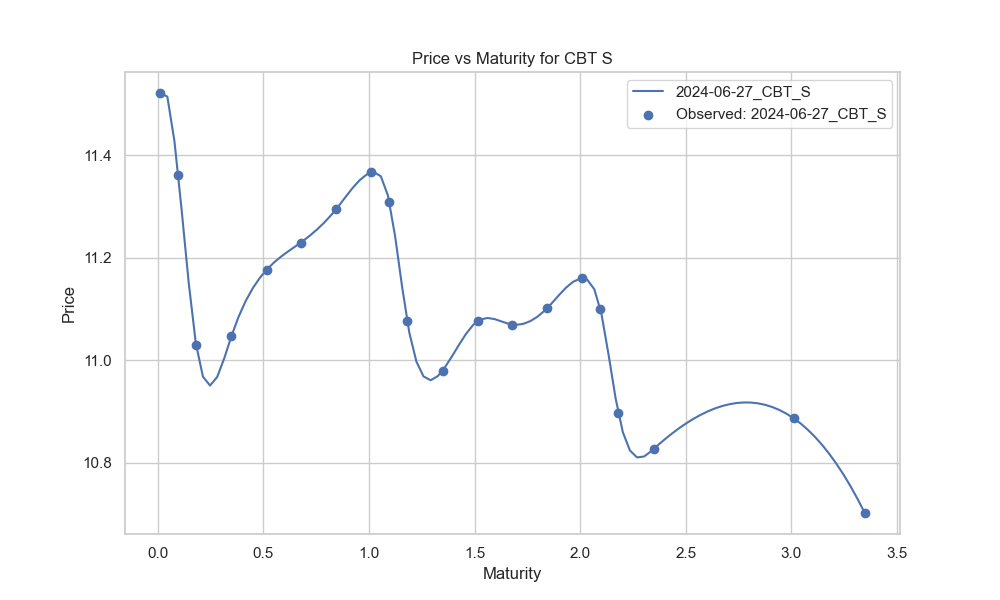 Price vs Maturity for CBT S
2024-06-27_CBT_S
Observed: 2024-06-27_CBT_S
Price
11.4
11.2
11.0
10.8
0.0 0.5 1.0 1.5 2.0 2.5 3.0 3.5
Maturity